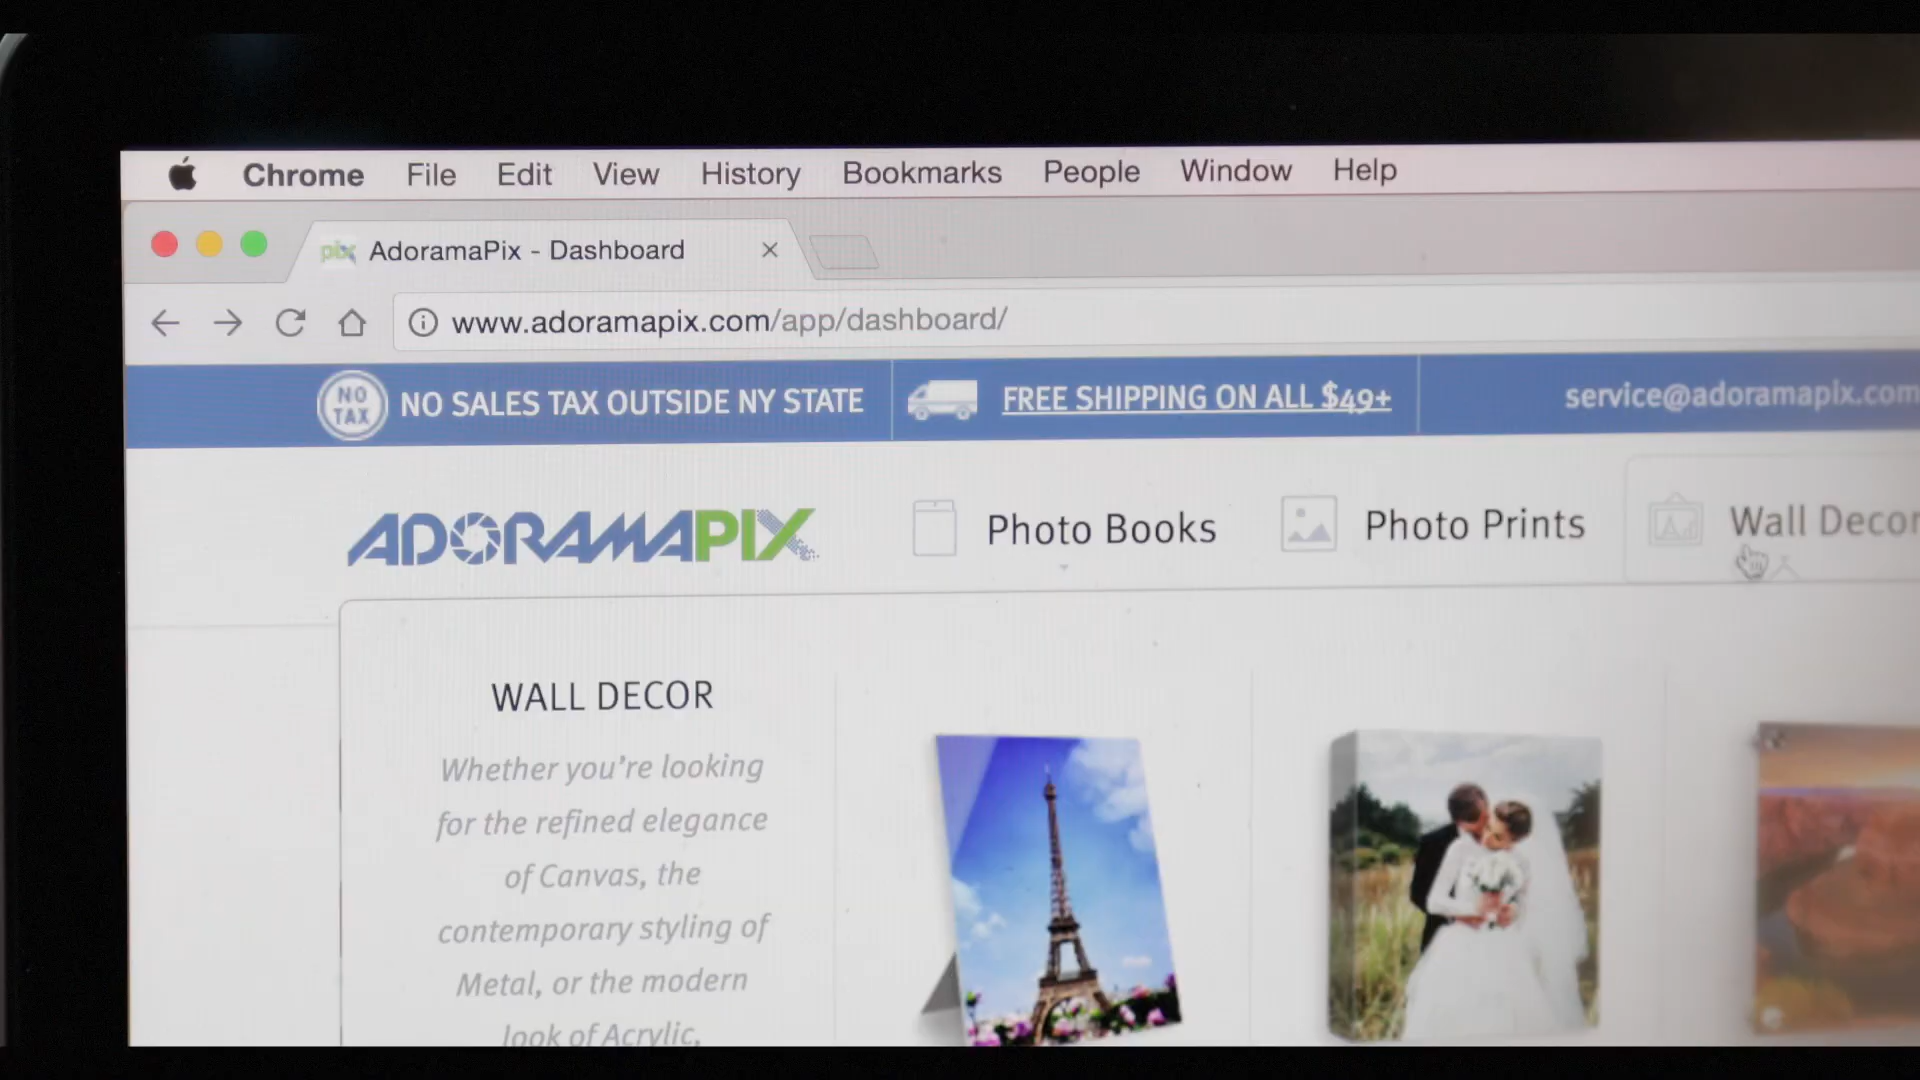 Chrome File Edit View History Bookmarks People Window Help
pix AdoramaPix - Dashboard
www.adoramapix.com/app/dashboard/
NO TAX NO SALES TAX OUTSIDE NY STATE FREE SHIPPING ON ALL $49+ service@adoramapix.com
ADORAMAPIX Photo Books Photo Prints Wall Decor
WALL DECOR
Whether you're looking
for the refined elegance
of Canvas, the
contemporary styling of
Metal, or the modern
look of Acrylic,